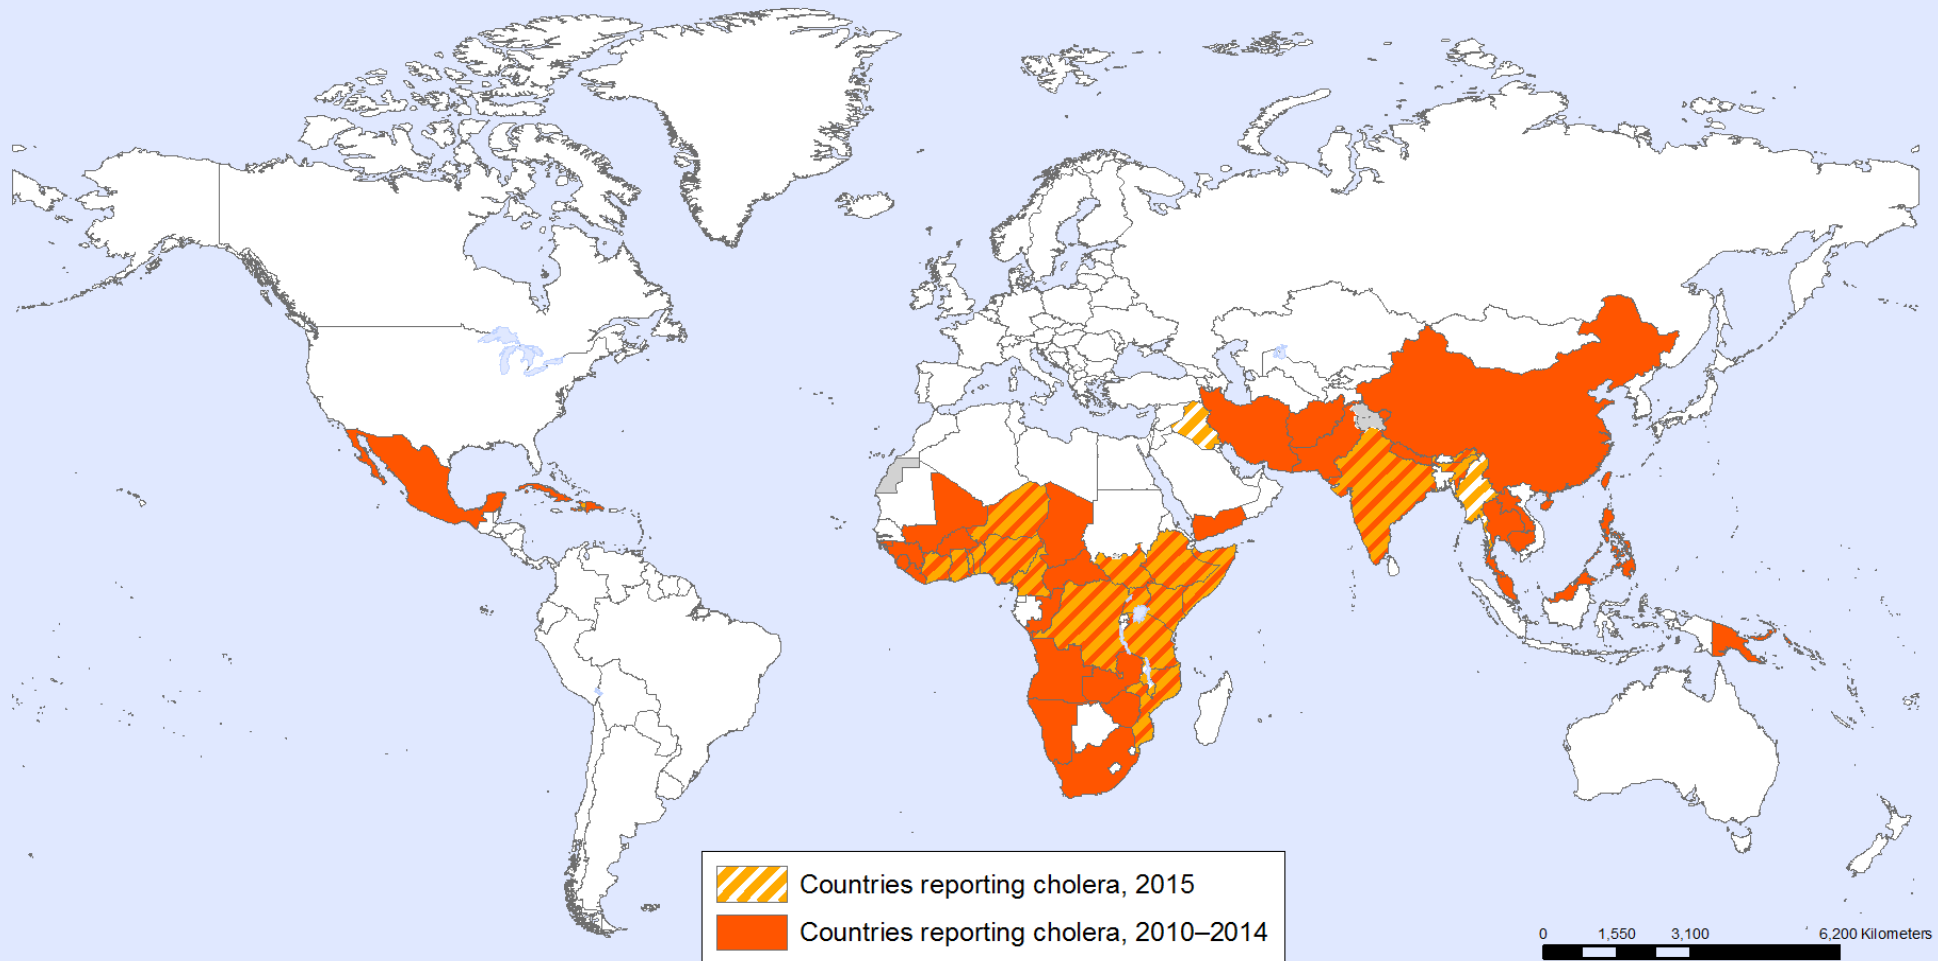 Countries reporting cholera, 2015
Countries reporting cholera, 2010–2014
0 1,550 3,100 6,200 Kilometers